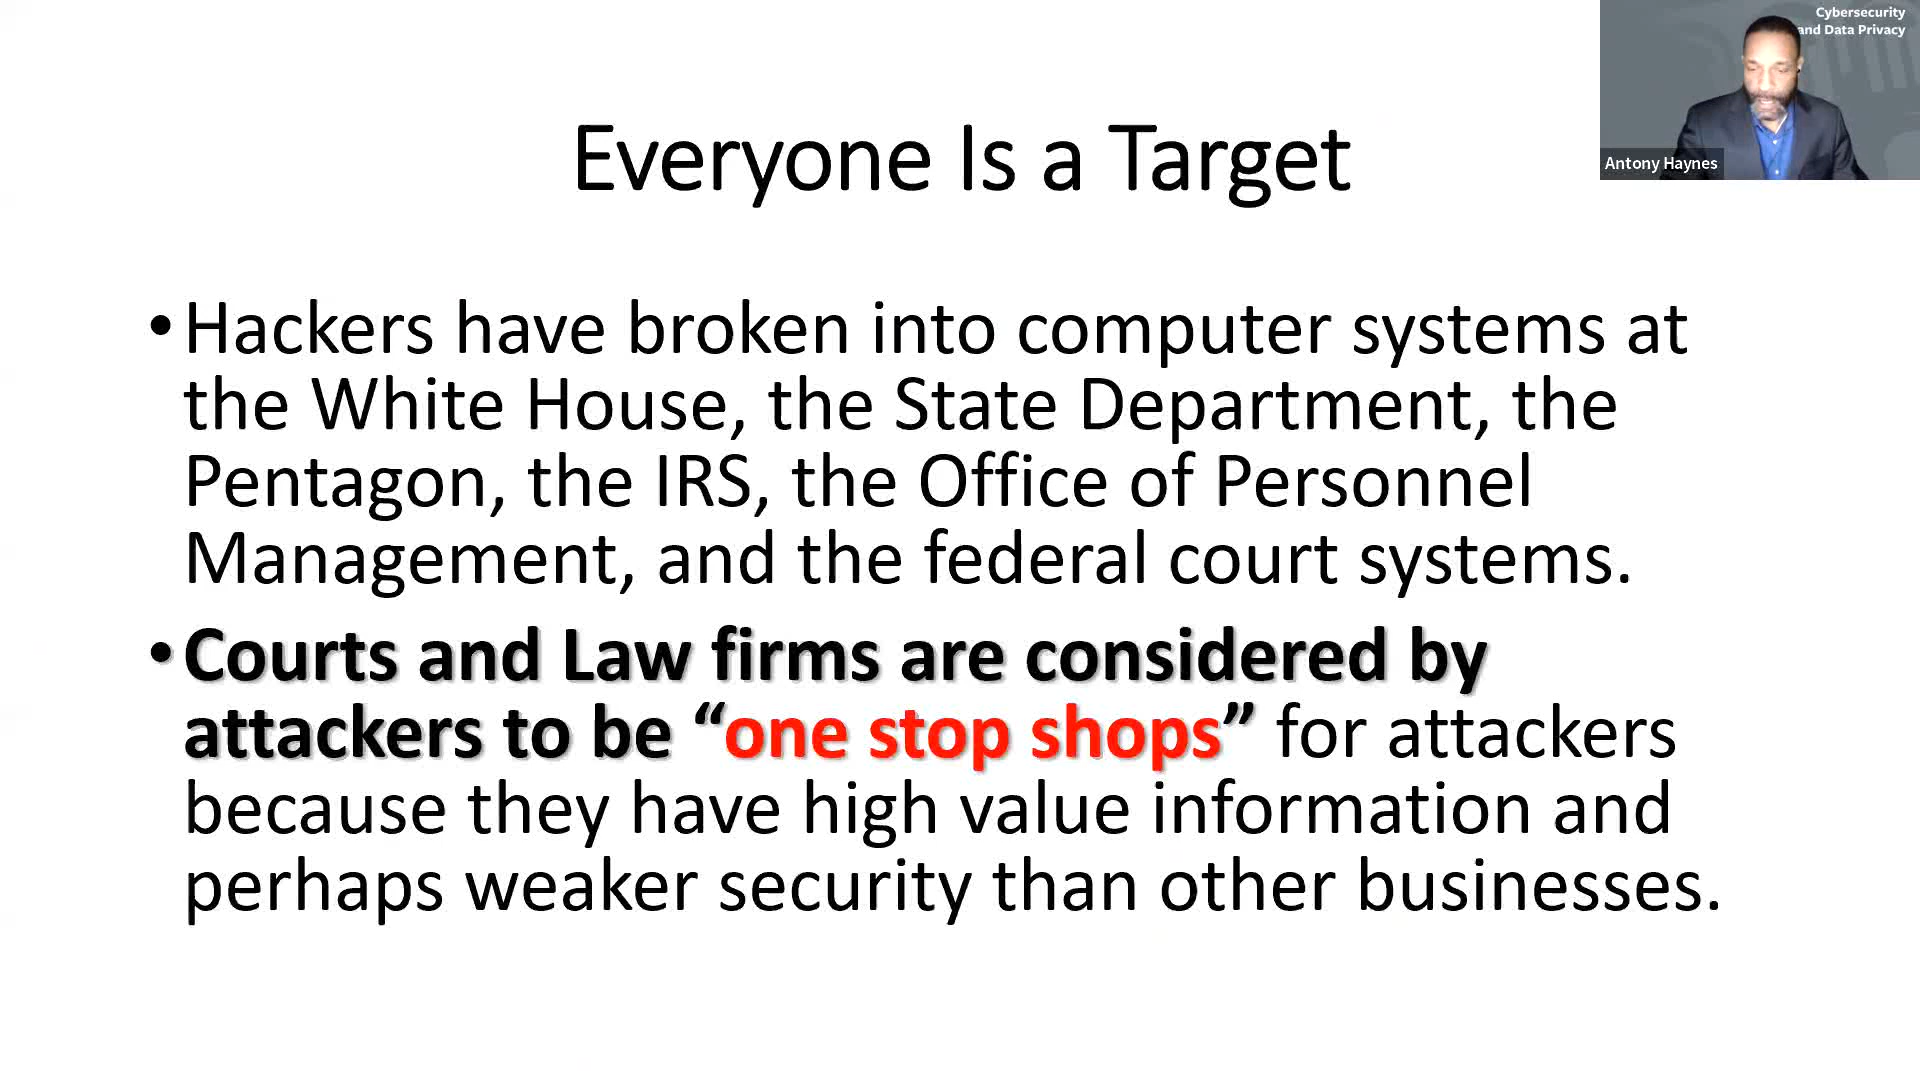 Cybersecurity
and Data Privacy
Antony Haynes
Everyone Is a Target
•Hackers have broken into computer systems at
the White House, the State Department, the
Pentagon, the IRS, the Office of Personnel
Management, and the federal court systems.
•Courts and Law firms are considered by
attackers to be “one stop shops” for attackers
because they have high value information and
perhaps weaker security than other businesses.